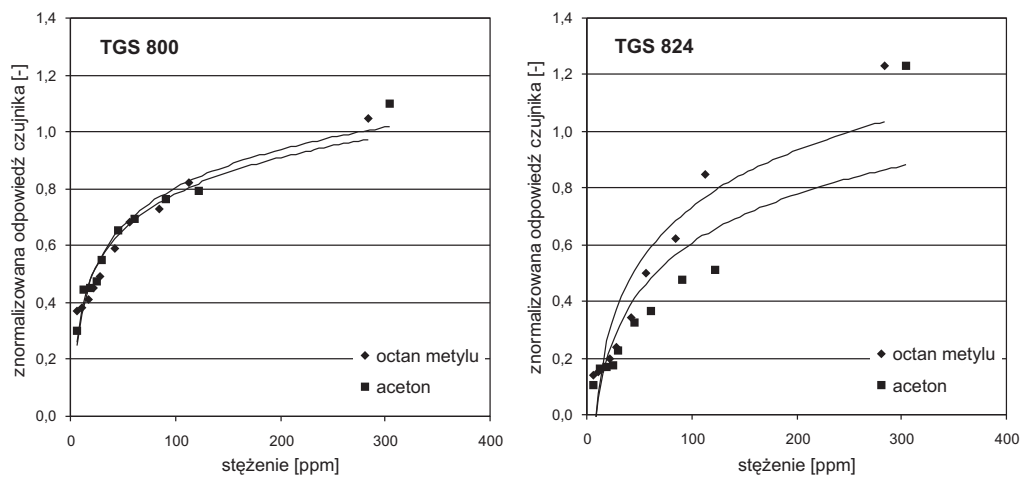 TGS 800
znormalizowana odpowiedź czujnika [-]
1,4
1,2
1,0
0,8
0,6
0,4
0,2
0,0
0
100
200
300
400
stężenie [ppm]
octan metylu
aceton
TGS 824
znormalizowana odpowiedź czujnika [-]
1,4
1,2
1,0
0,8
0,6
0,4
0,2
0,0
0
100
200
300
400
stężenie [ppm]
octan metylu
aceton